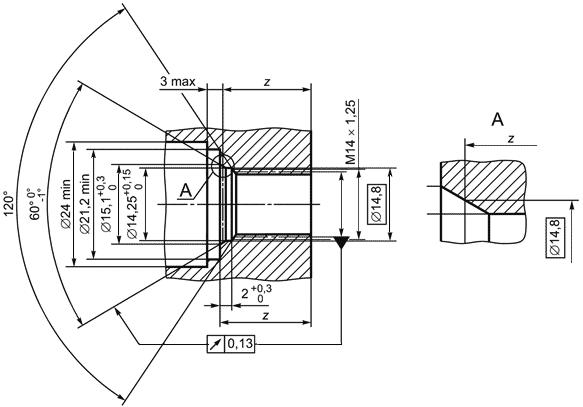 3 max
z
A
z
M14 × 1,25
120°
60° 0° -1°
Ø24 min
Ø21,2 min
Ø15,1 +0,3 0
Ø14,25 +0,15 0
A
Ø14,8
Ø14,8
2 +0,3 0
z
0,13